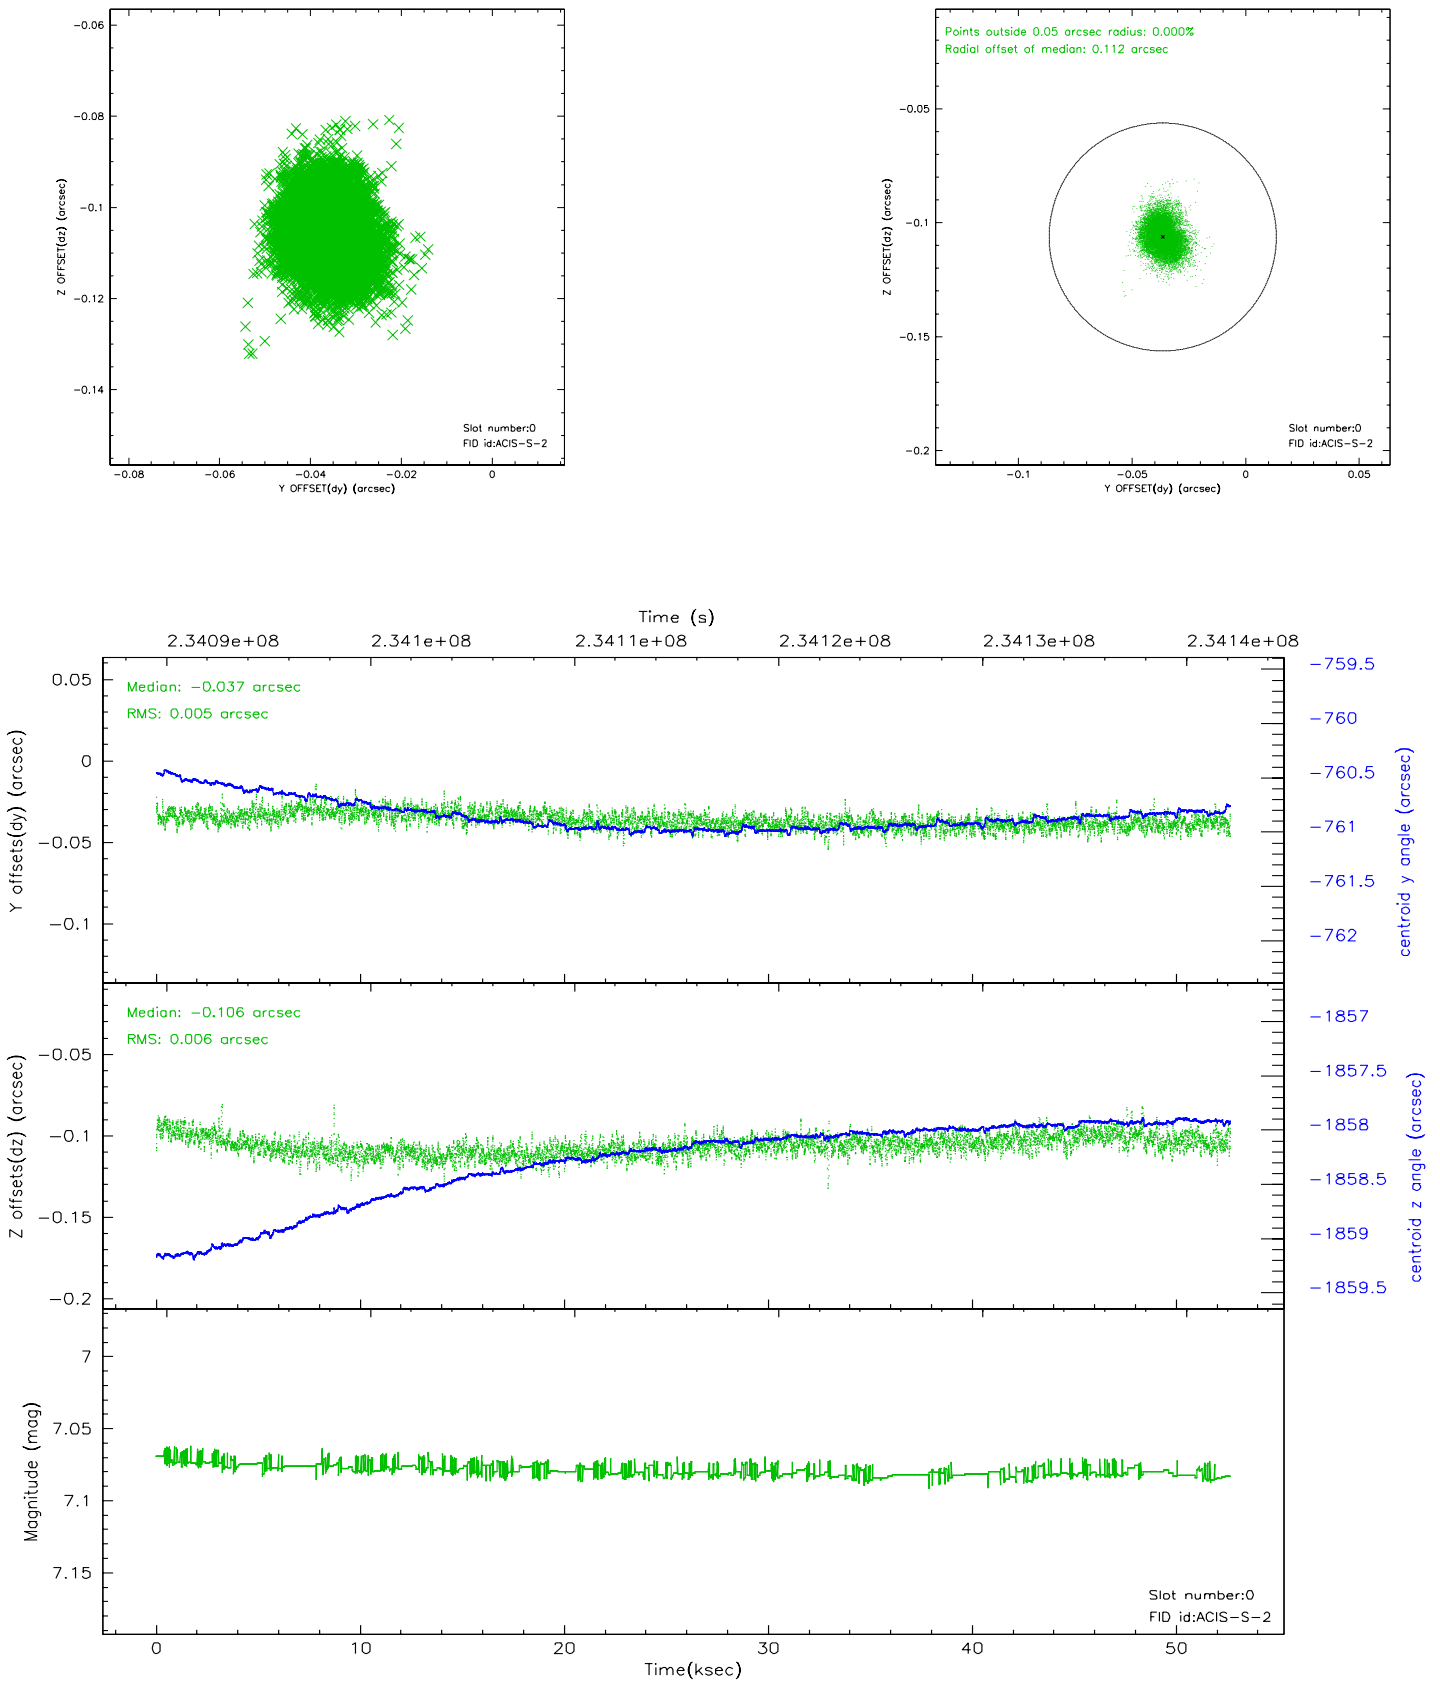 -0.06
-0.08
-0.1
-0.12
-0.14
Z OFFSET(dz) (arcsec)
Slot number:0
FID id:ACIS-S-2
-0.08 -0.06 -0.04 -0.02 0
Y OFFSET(dy) (arcsec)
Points outside 0.05 arcsec radius: 0.000%
Radial offset of median: 0.112 arcsec
-0.05
-0.1
-0.15
-0.2
Z OFFSET(dz) (arcsec)
Slot number:0
FID id:ACIS-S-2
-0.1 -0.05 0 0.05
Y OFFSET(dy) (arcsec)
Time (s)
2.3409e+08 2.341e+08 2.3411e+08 2.3412e+08 2.3413e+08 2.3414e+08
Median: -0.037 arcsec
RMS: 0.005 arcsec
0.05
0
-0.05
-0.1
Y offsets(dy) (arcsec)
-759.5
-760
-760.5
-761
-761.5
-762
centroid y angle (arcsec)
Median: -0.106 arcsec
RMS: 0.006 arcsec
-0.05
-0.1
-0.15
-0.2
Z offsets(dz) (arcsec)
-1857
-1857.5
-1858
-1858.5
-1859
-1859.5
centroid z angle (arcsec)
7
7.05
7.1
7.15
Magnitude (mag)
Slot number:0
FID id:ACIS-S-2
0 10 20 30 40 50
Time(ksec)